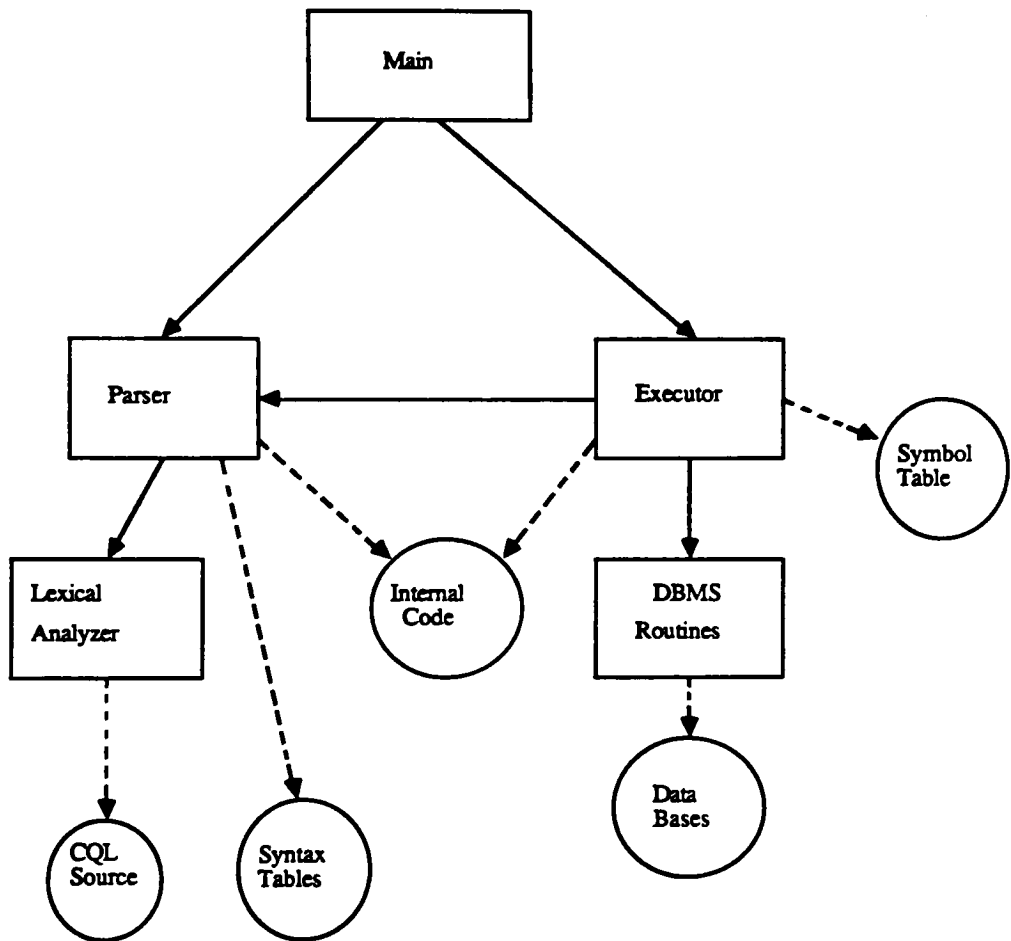 Main
Parser
Executor
Symbol
Table
Lexical
Analyzer
Internal
Code
DBMS
Routines
CQL
Source
Syntax
Tables
Data
Bases